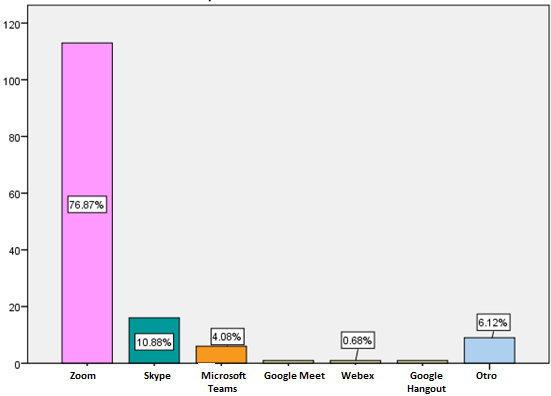 120
100
80
60
40
20
0
76.87%
10.88%
4.08%
0.68%
6.12%
Zoom
Skype
Microsoft
Teams
Google Meet
Webex
Google
Hangout
Otro